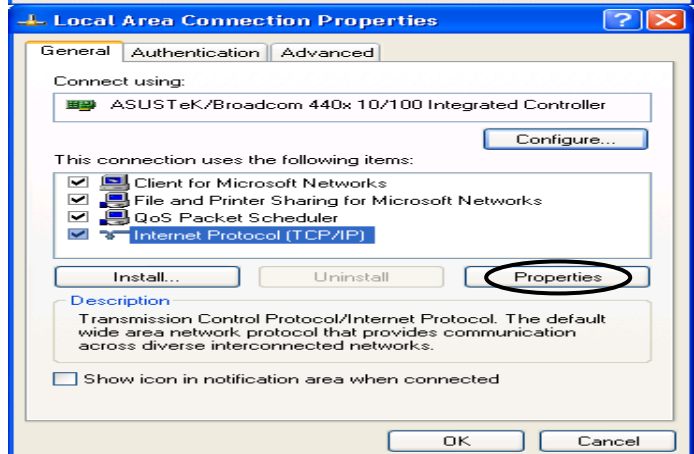 Local Area Connection Properties
General Authentication Advanced
Connect using:
ASUSTeK/Broadcom 440x 10/100 Integrated Controller
Configure...
This connection uses the following items:
Client for Microsoft Networks
File and Printer Sharing for Microsoft Networks
QoS Packet Scheduler
Internet Protocol (TCP/IP)
Install... Uninstall Properties
Description
Transmission Control Protocol/Internet Protocol. The default
wide area network protocol that provides communication
across diverse interconnected networks.
Show icon in notification area when connected
OK Cancel